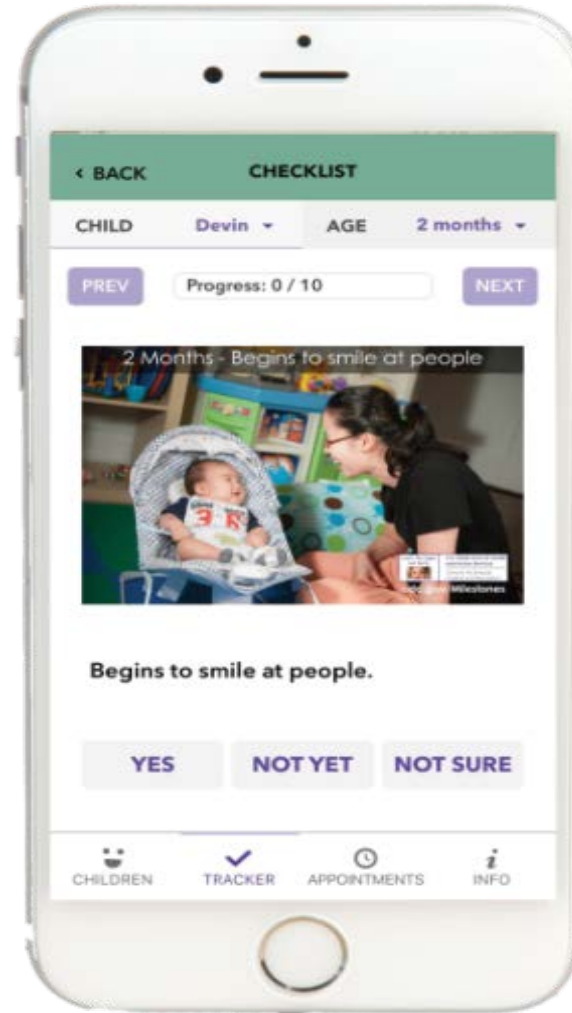 < BACK CHECKLIST
CHILD Devin AGE 2 months
PREV Progress: 0 / 10 NEXT
2 Months - Begins to smile at people
Milestones
Begins to smile at people.
YES NOT YET NOT SURE
CHILDREN TRACKER APPOINTMENTS INFO